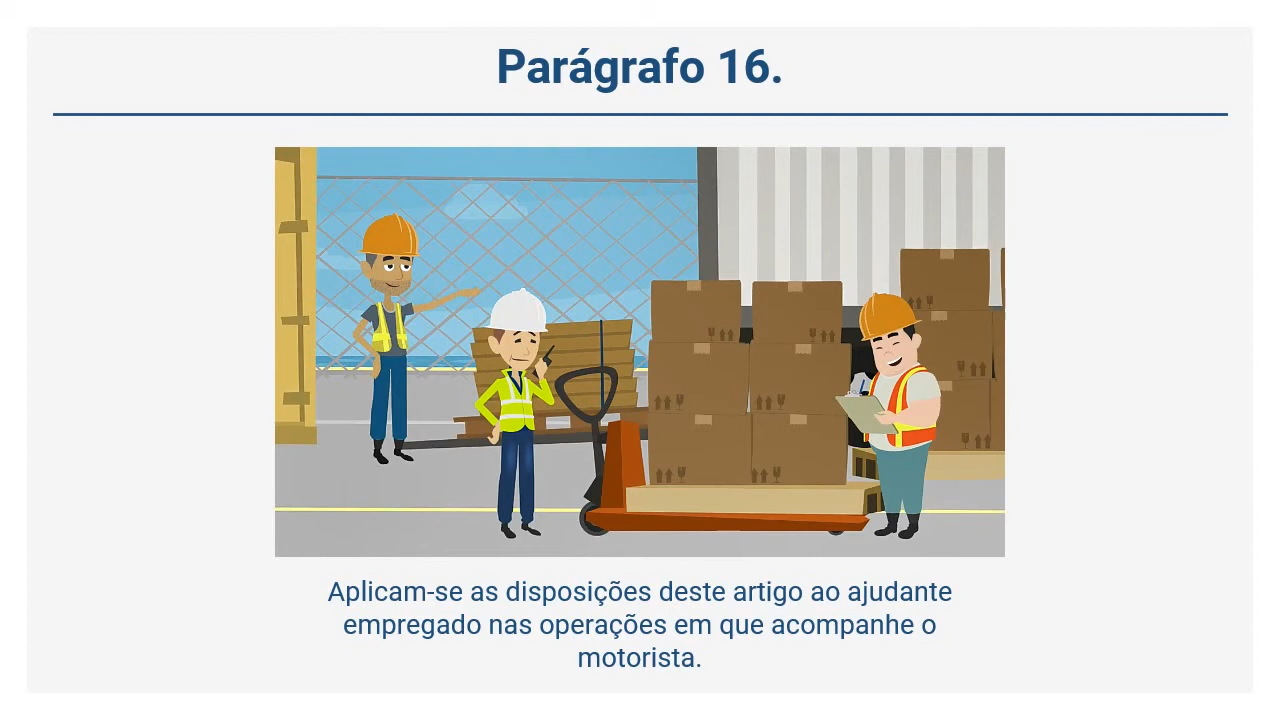 Parágrafo 16.
Aplicam-se as disposições deste artigo ao ajudante
empregado nas operações em que acompanhe o
motorista.